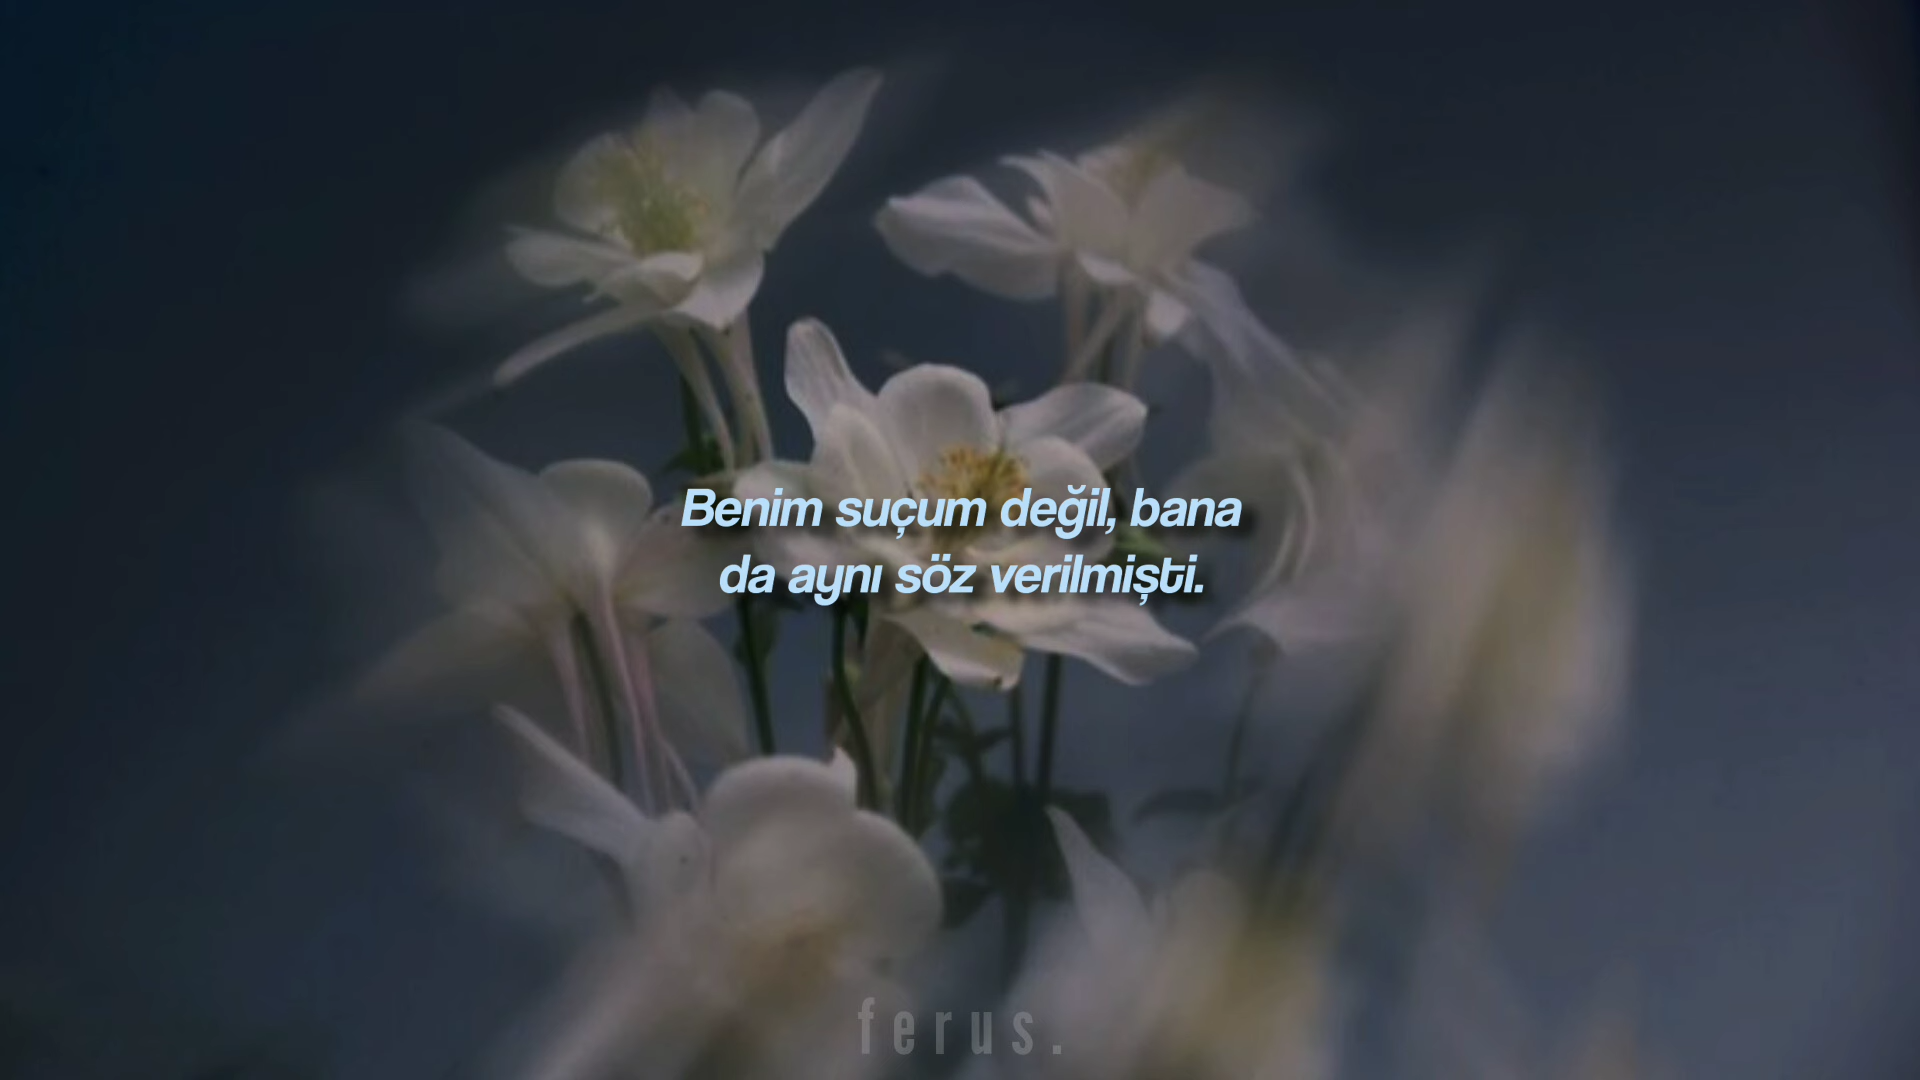 Benim suçum değil, bana
da aynı söz verilmişti.
ferus.